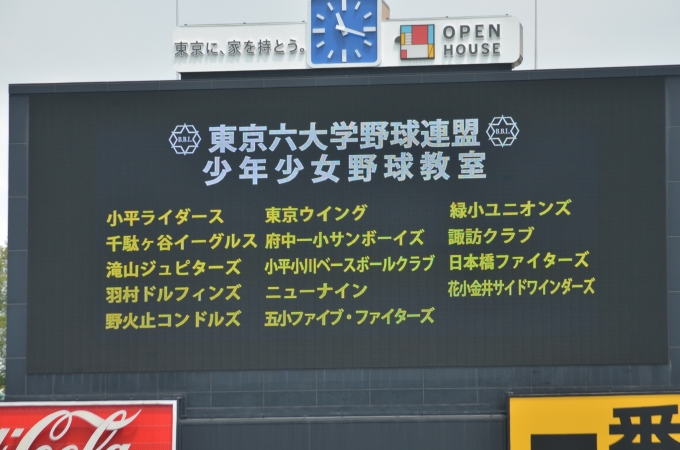 東京に、家を持とう。
OPEN
HOUSE
B.B.L.
東京六大学野球連盟
B.B.L.
少年少女野球教室
小平ライダース
千駄ヶ谷イーグルス
滝山ジュピターズ
羽村ドルフィンズ
野火止コンドルズ
東京ウイング
府中一小サンボーイズ
小平小川ベースボールクラブ
ニューナイン
五小ファイブ・ファイターズ
緑小ユニオンズ
諏訪クラブ
日本橋ファイターズ
花小金井サイドワインダーズ
Coca-Cola
一番